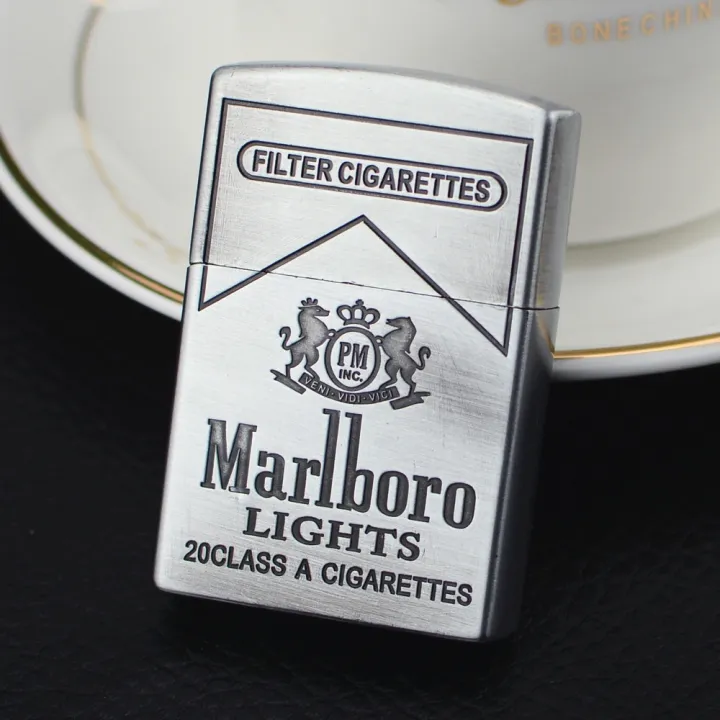 BONECHIN
FILTER CIGARETTES
PM
INC.
VENI·VIDI·VICI
Marlboro
LIGHTS
20CLASS A CIGARETTES